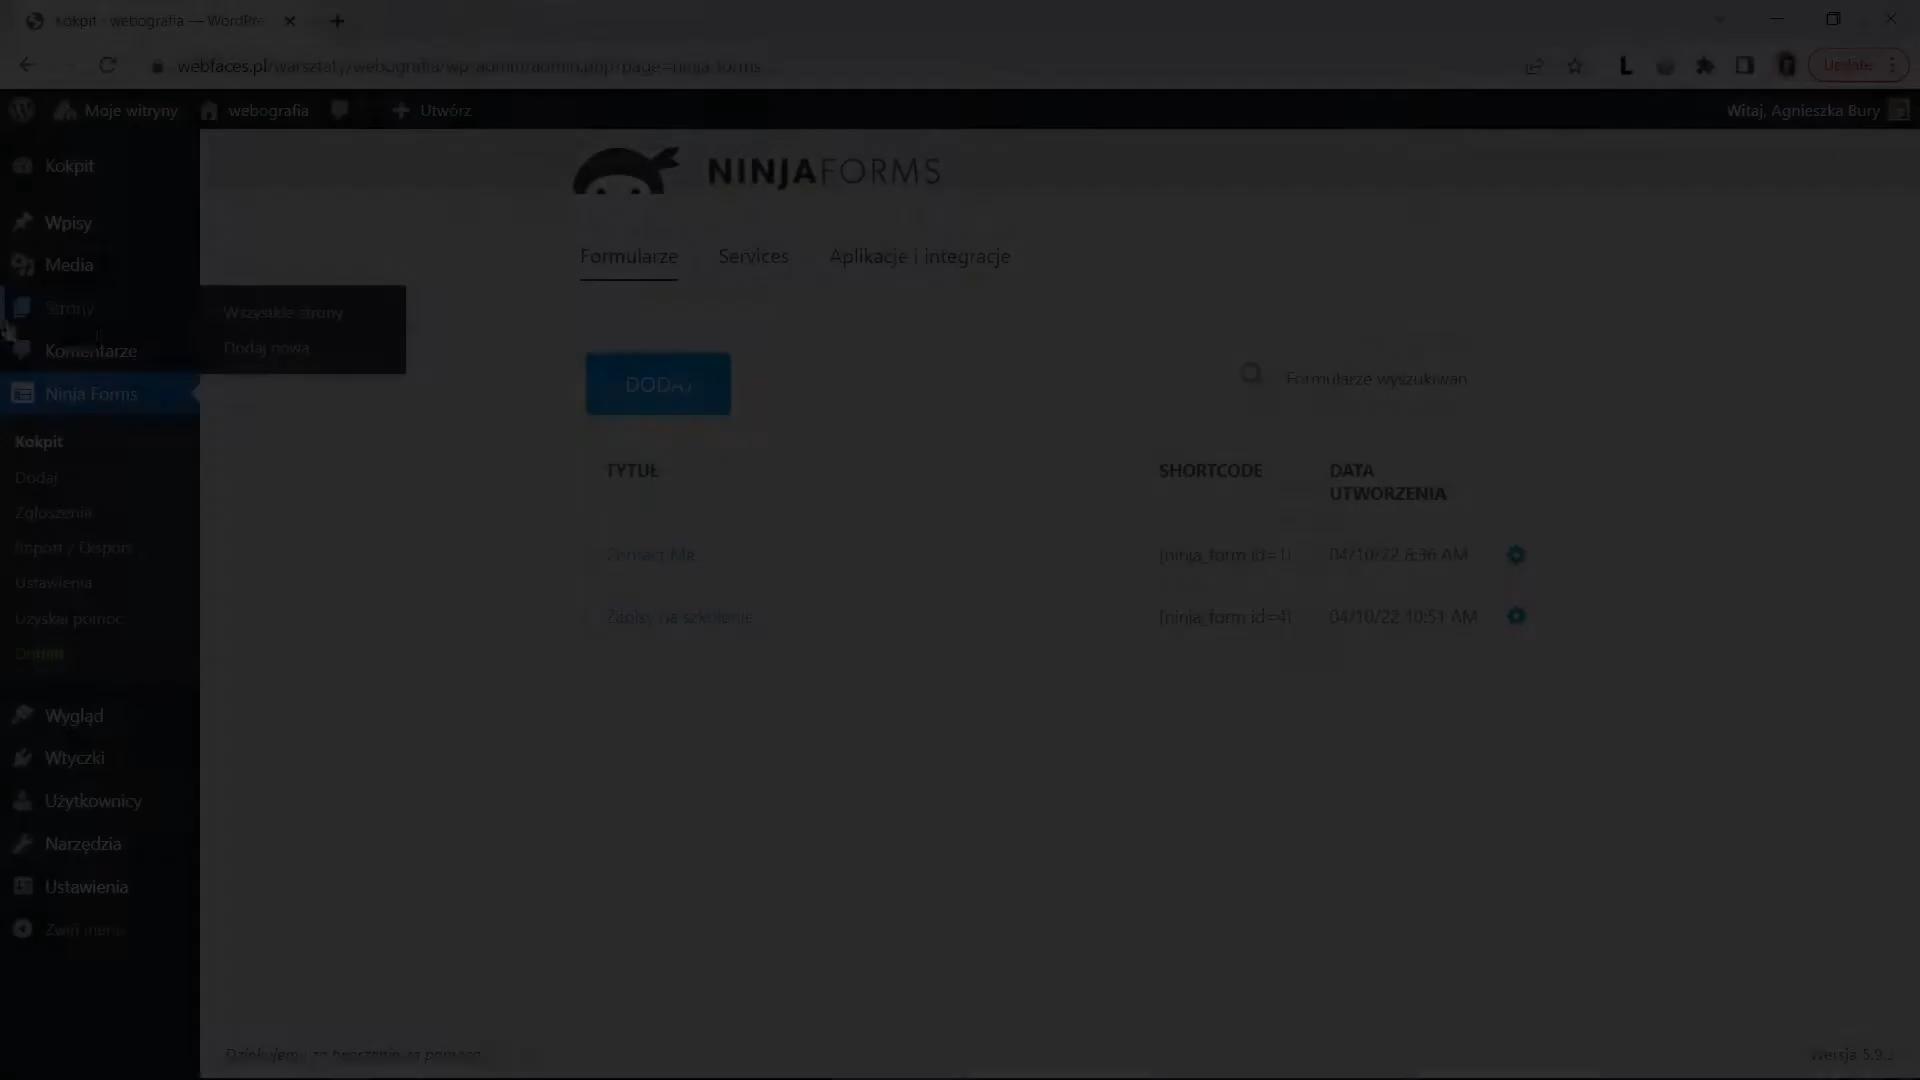 Kokpit - webografia — WordPre
webfaces.pl/warsztaty/webografia/wp-admin/admin.php?page=ninja-forms
L
Update
Moje witryny
webografia
Utwórz
Witaj, Agnieszka Bury
Kokpit
Wpisy
Media
Strony
Komentarze
Ninja Forms
Wszystkie strony
Dodaj nową
Kokpit
Dodaj
Zgłoszenia
Import / Eksport
Ustawienia
Uzyskaj pomoc
Wygląd
Wtyczki
Użytkownicy
Narzędzia
Ustawienia
Zwiń menu
NINJAFORMS
Formularze Services Aplikacje i integracje
DODAJ
Formularze wyszukiwan
TYTUŁ SHORTCODE DATA
UTWORZENIA
Contact Me [ninja_form id=1] 04/10/22 8:36 AM
Zapisy na szkolenie [ninja_form id=4] 04/10/22 10:51 AM
Dziękujemy za tworzenie za pomocą
Wersja 5.9.